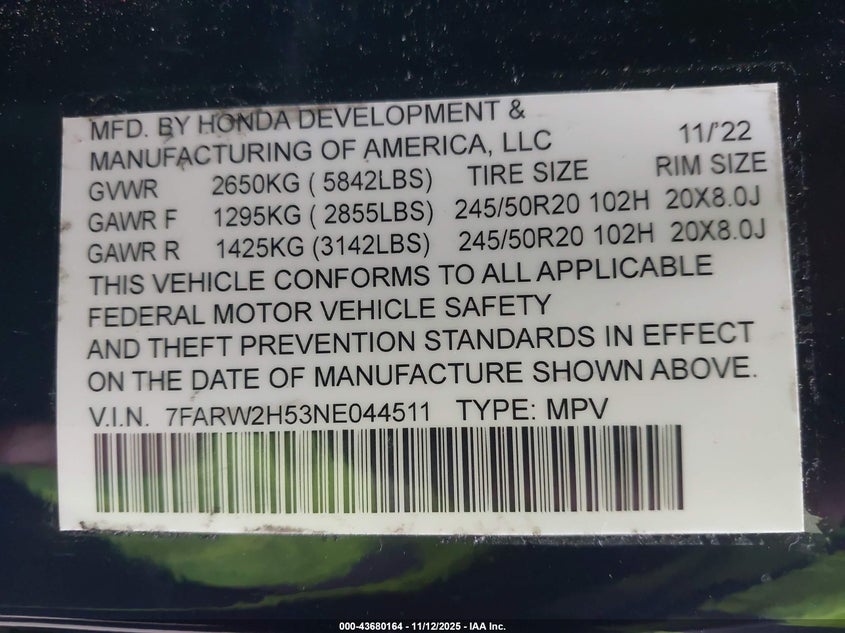 MFD. BY HONDA DEVELOPMENT &
MANUFACTURING OF AMERICA, LLC 11/'22
GVWR 2650KG ( 5842LBS) TIRE SIZE RIM SIZE
GAWR F 1295KG ( 2855LBS) 245/50R20 102H 20X8.0J
GAWR R 1425KG (3142LBS) 245/50R20 102H 20X8.0J
THIS VEHICLE CONFORMS TO ALL APPLICABLE
FEDERAL MOTOR VEHICLE SAFETY
AND THEFT PREVENTION STANDARDS IN EFFECT
ON THE DATE OF MANUFACTURE SHOWN ABOVE.
V.I.N. 7FARW2H53NE044511 TYPE: MPV
000-43680164 - 11/12/2025 - IAA Inc.